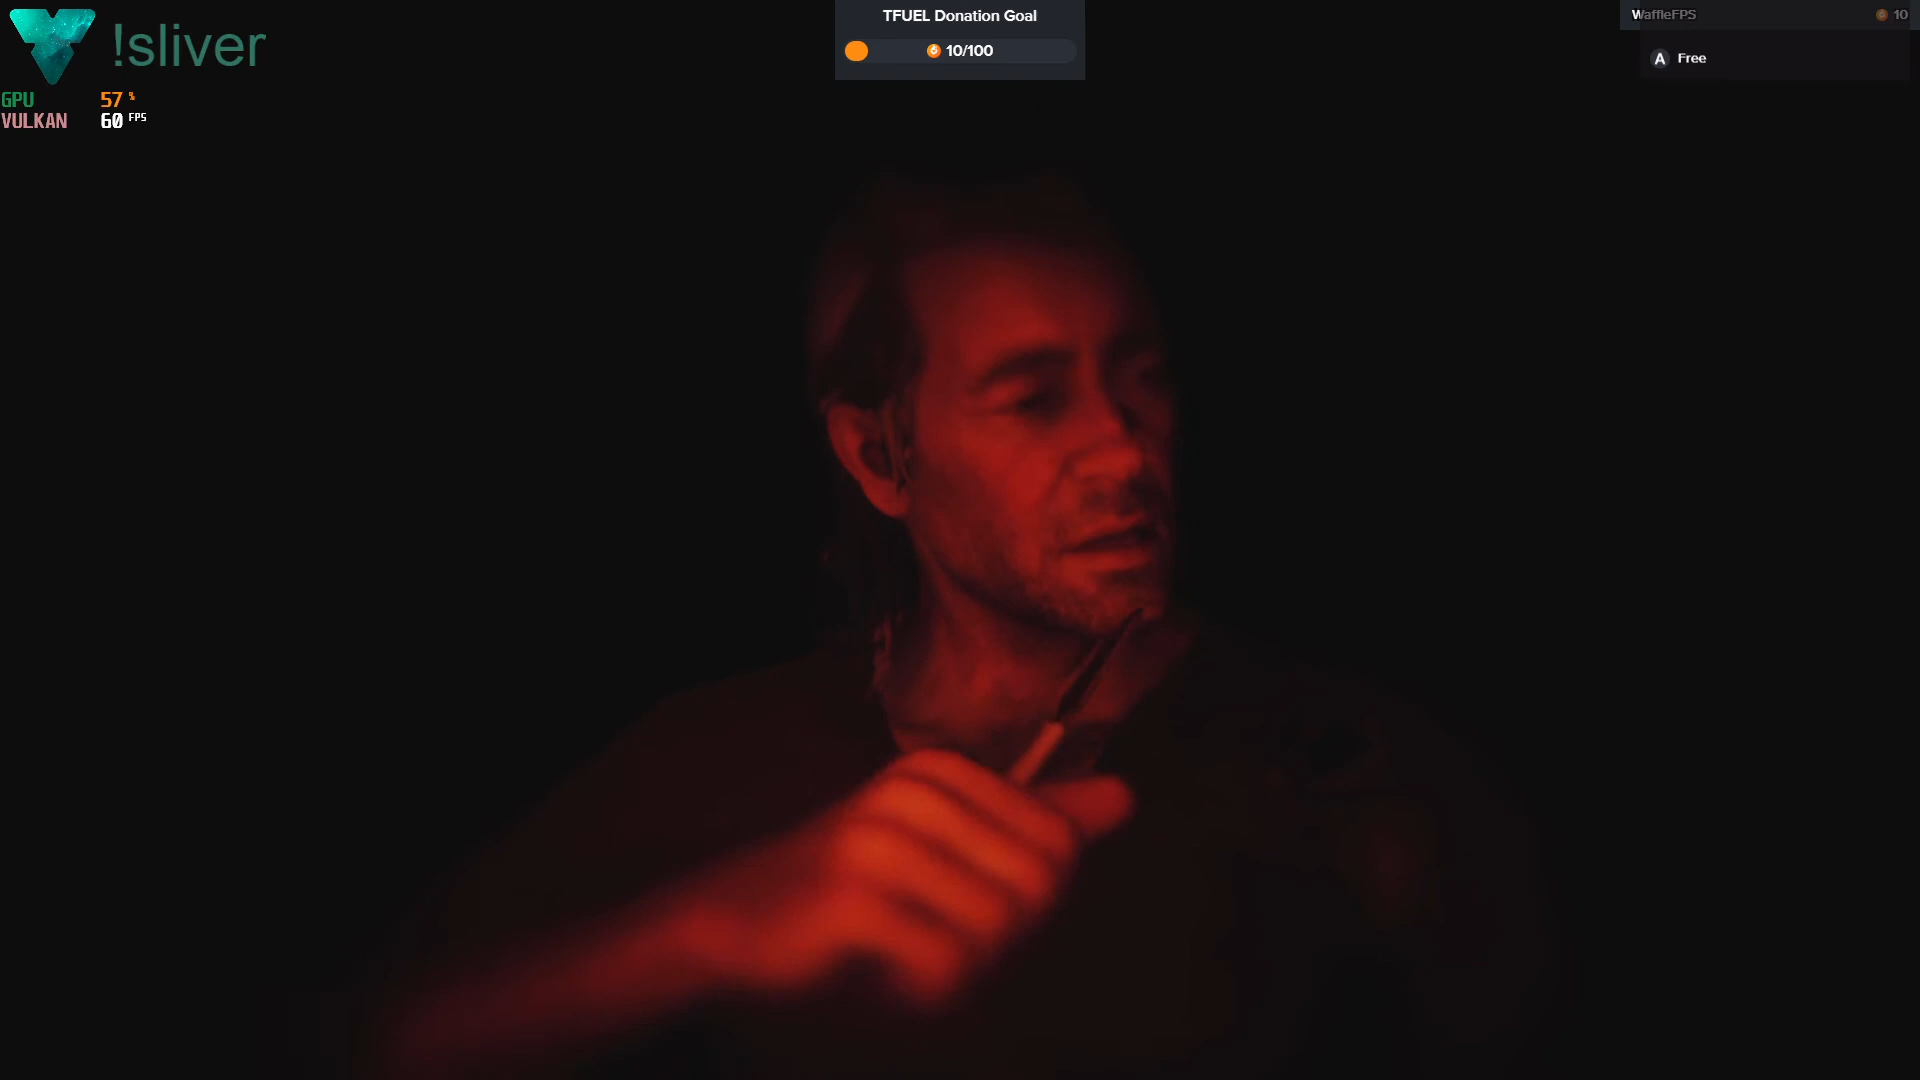 !sliver
GPU 57 %
VULKAN 60 FPS
TFUEL Donation Goal
10/100
WaffleFPS 10
A Free